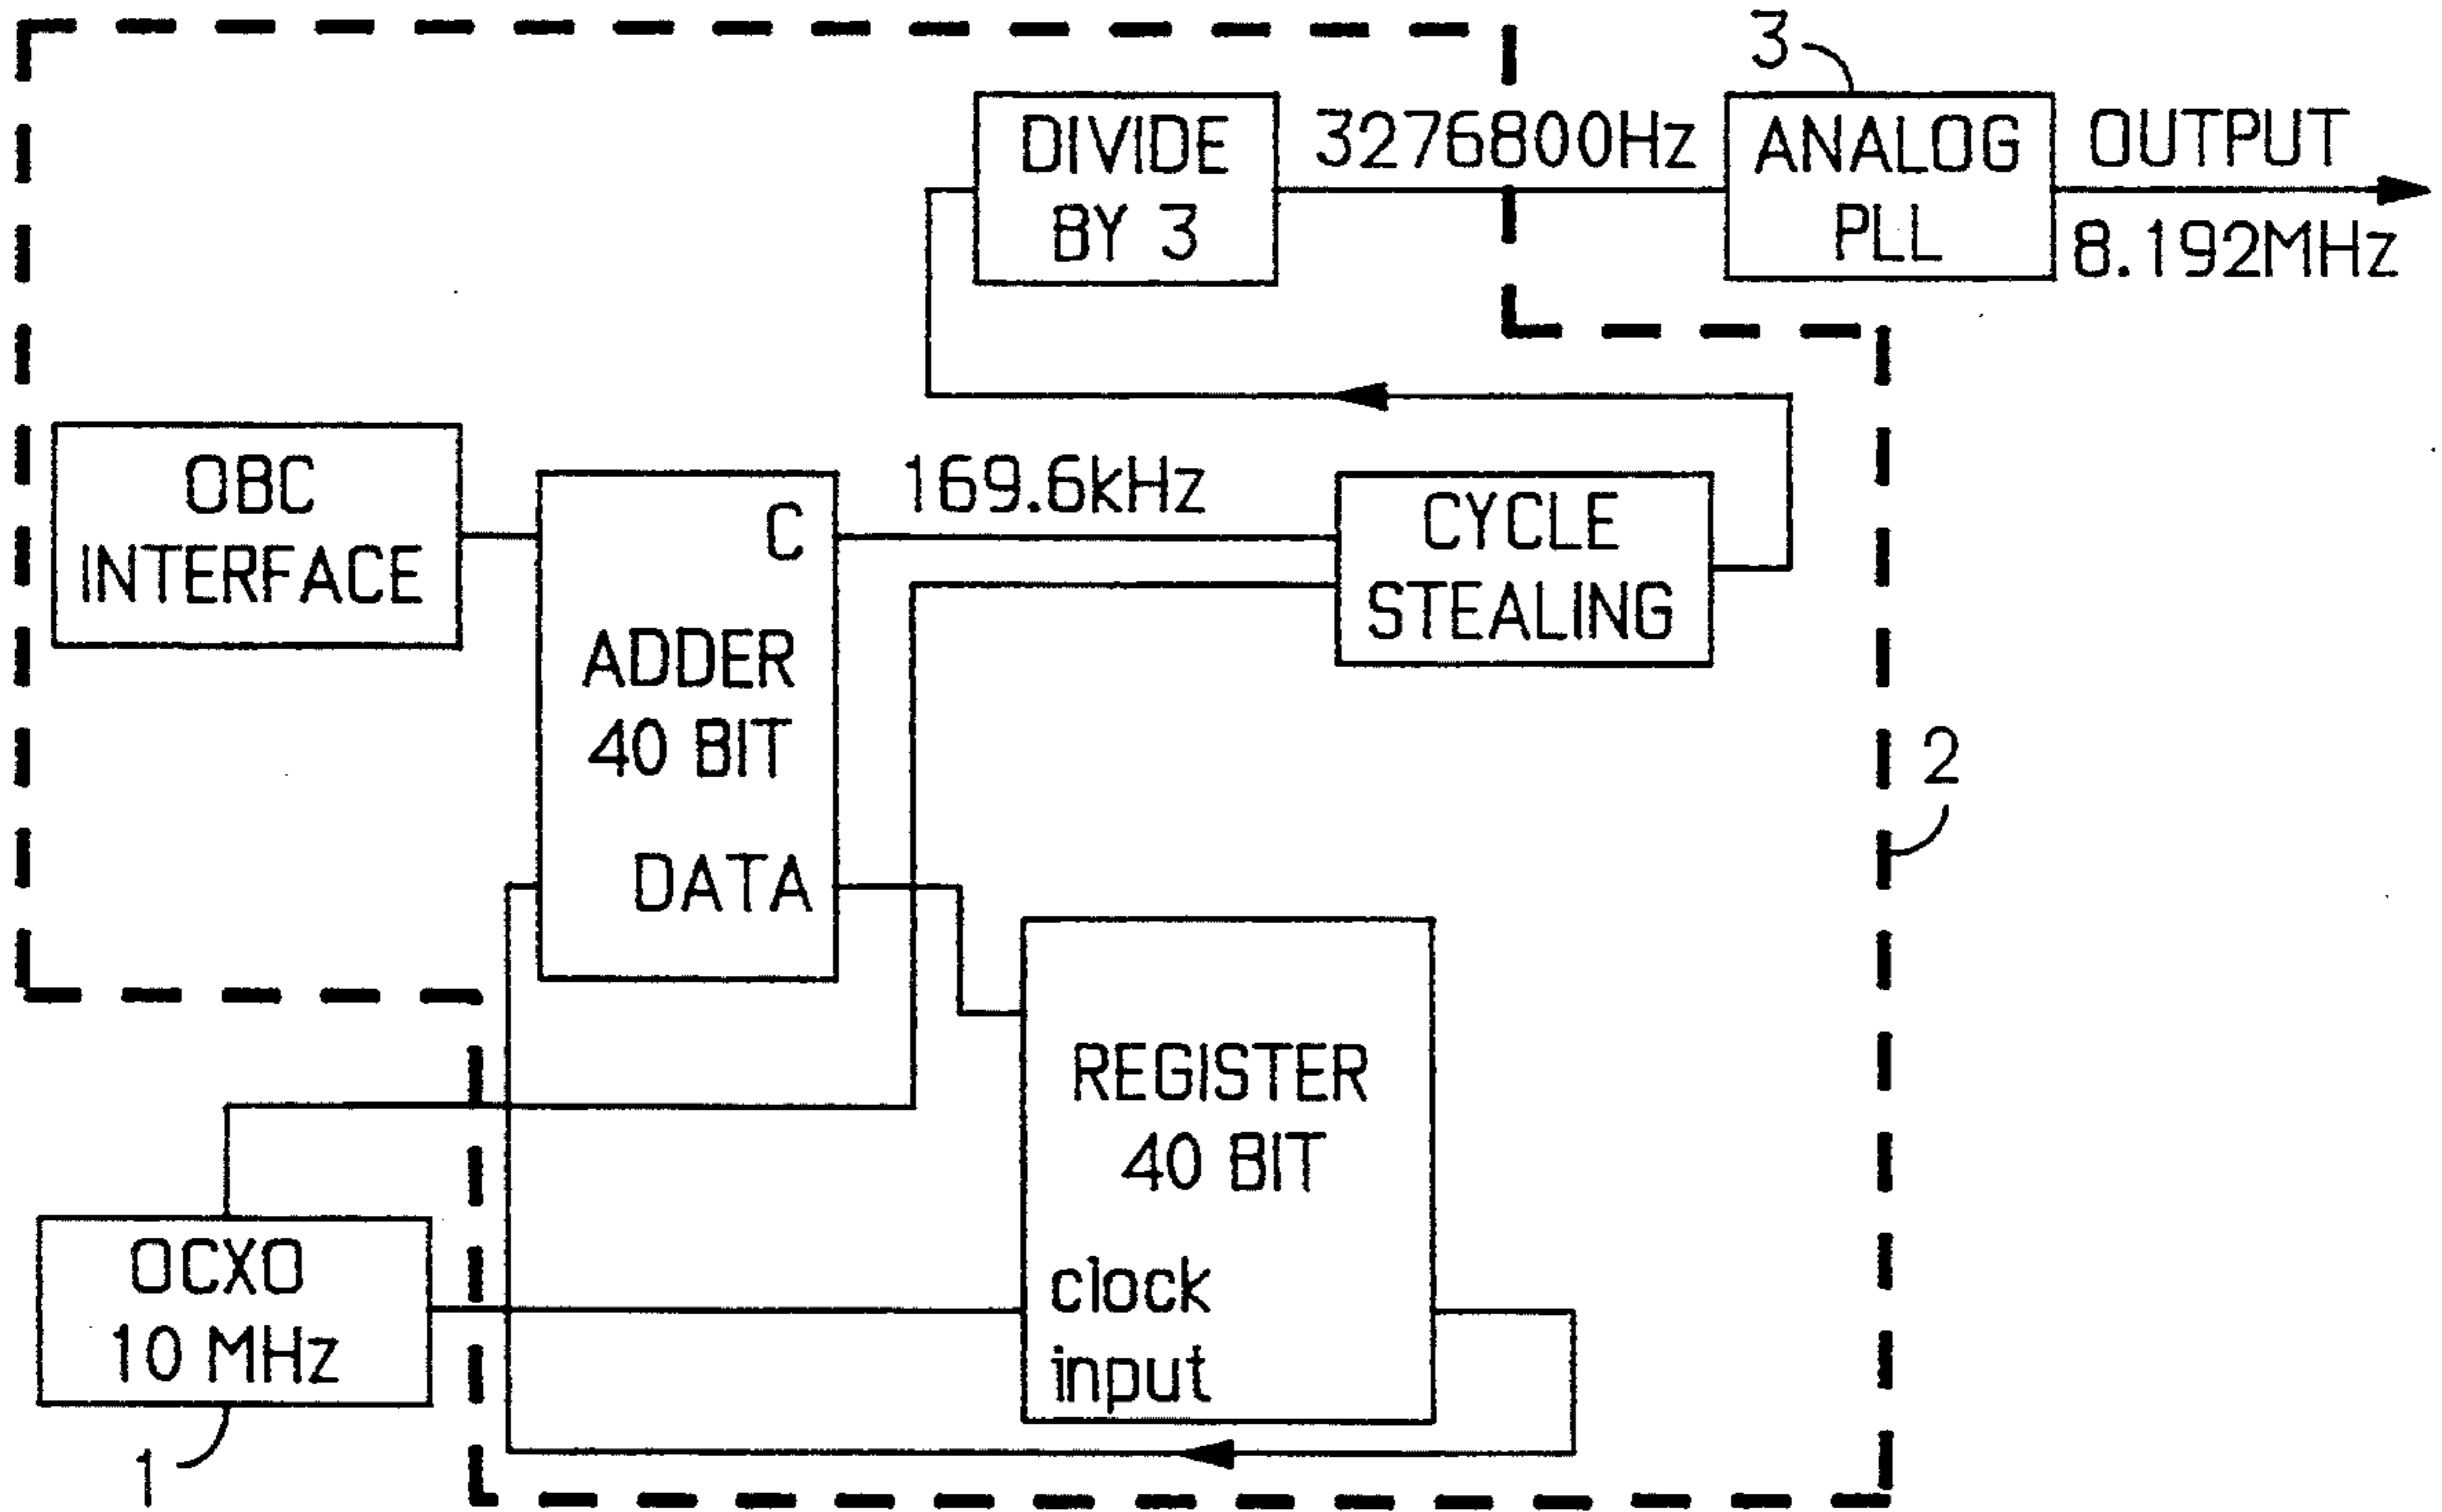 3
DIVIDE
BY 3
3276800Hz
ANALOG
PLL
OUTPUT
8.192MHz
OBC
INTERFACE
C
ADDER
40 BIT
DATA
169.6kHz
CYCLE
STEALING
2
REGISTER
40 BIT
clock
input
OCXO
10 MHz
1